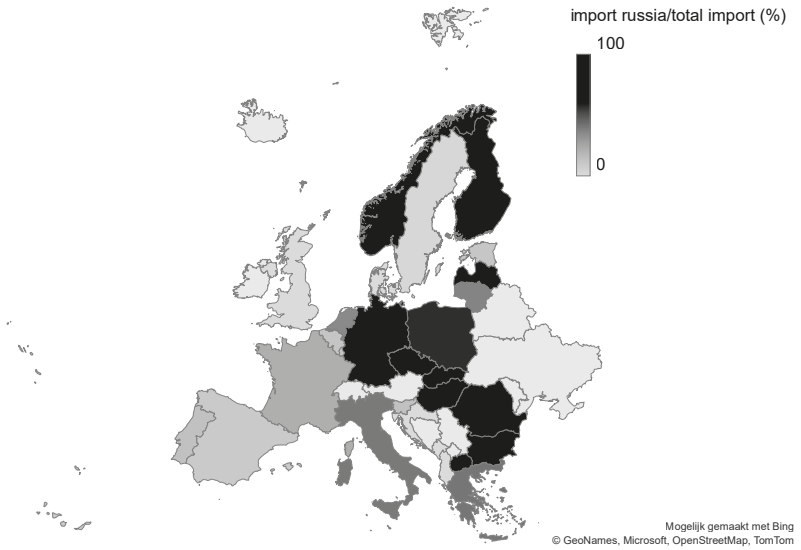 import russia/total import (%)
100
0
Mogelijk gemaakt met Bing
© GeoNames, Microsoft, OpenStreetMap, TomTom